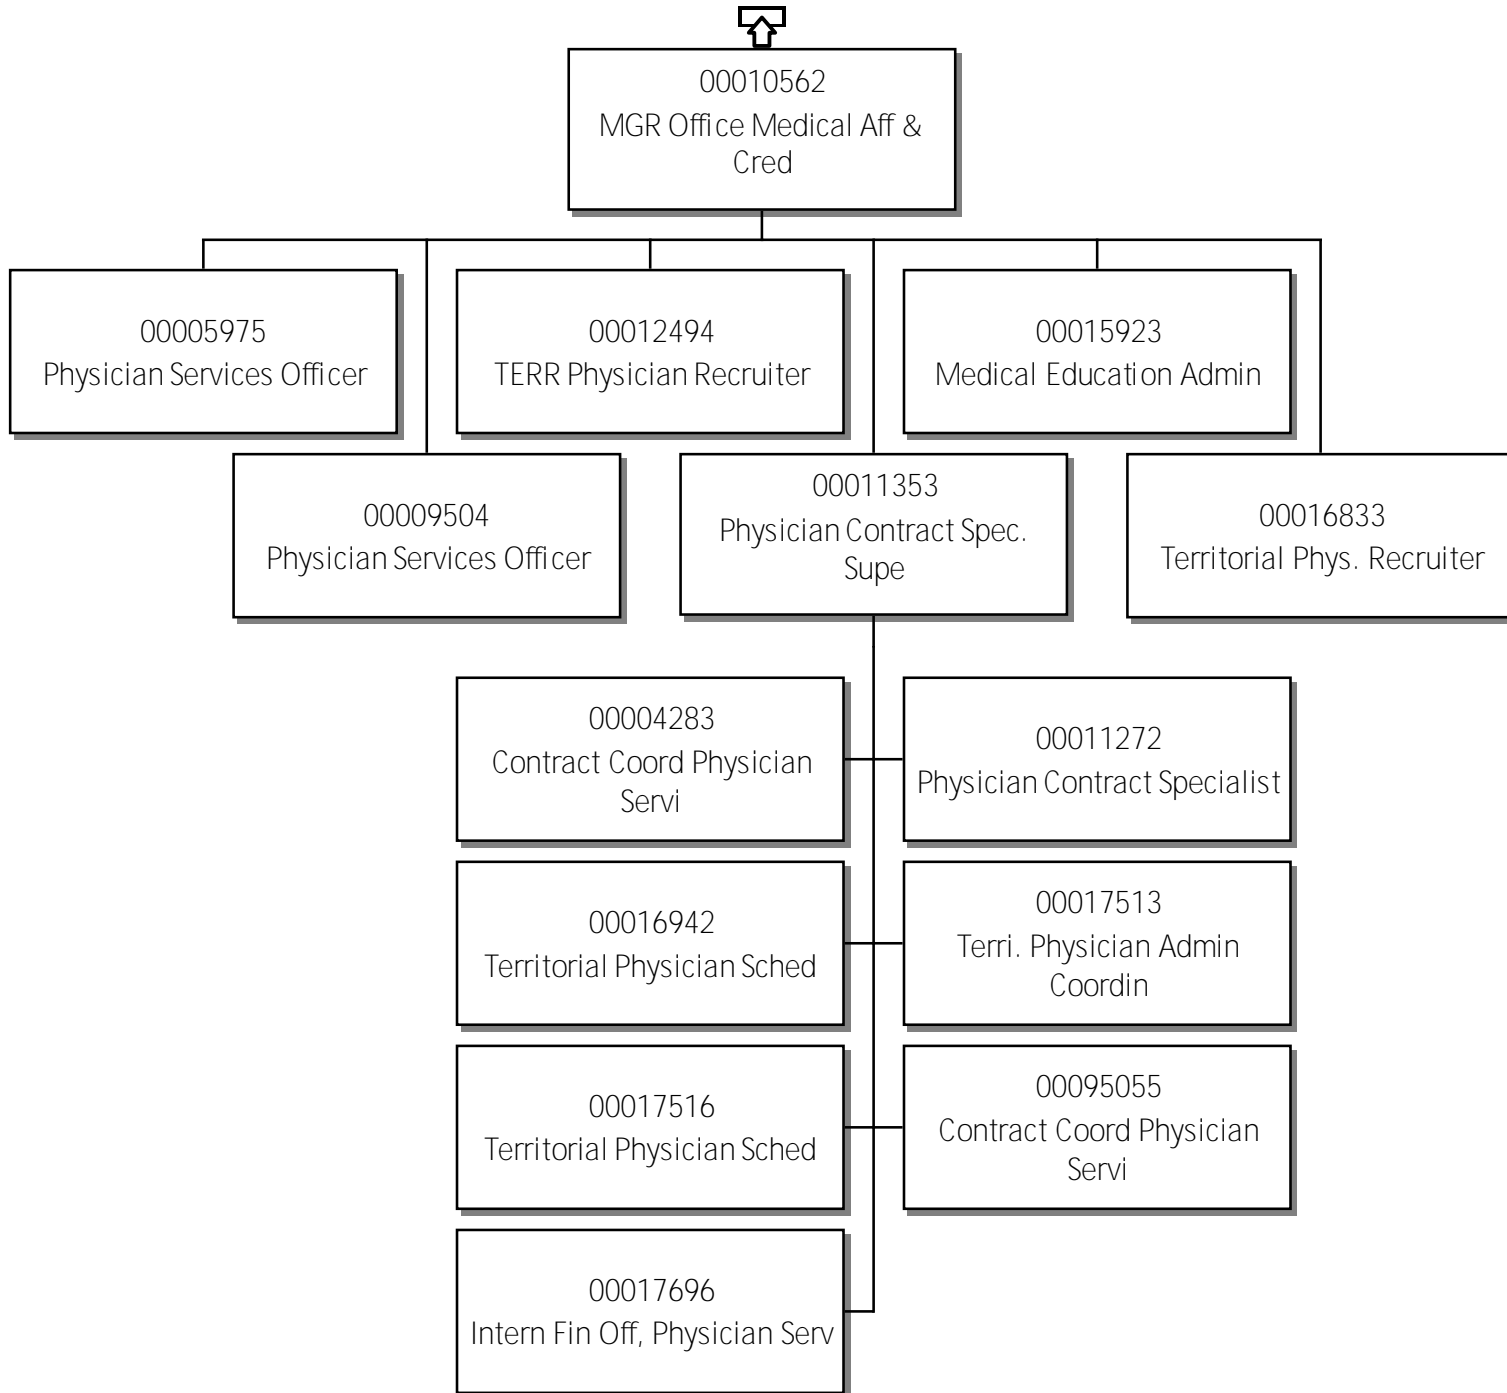 00010562
MGR Office Medical Aff &
Cred
00005975
Physician Services Officer
00012494
TERR Physician Recruiter
00015923
Medical Education Admin
00009504
Physician Services Officer
00011353
Physician Contract Spec.
Supe
00016833
Territorial Phys. Recruiter
00004283
Contract Coord Physician
Servi
00011272
Physician Contract Specialist
00016942
Territorial Physician Sched
00017513
Terri. Physician Admin
Coordin
00017516
Territorial Physician Sched
00095055
Contract Coord Physician
Servi
00017696
Intern Fin Off, Physician Serv